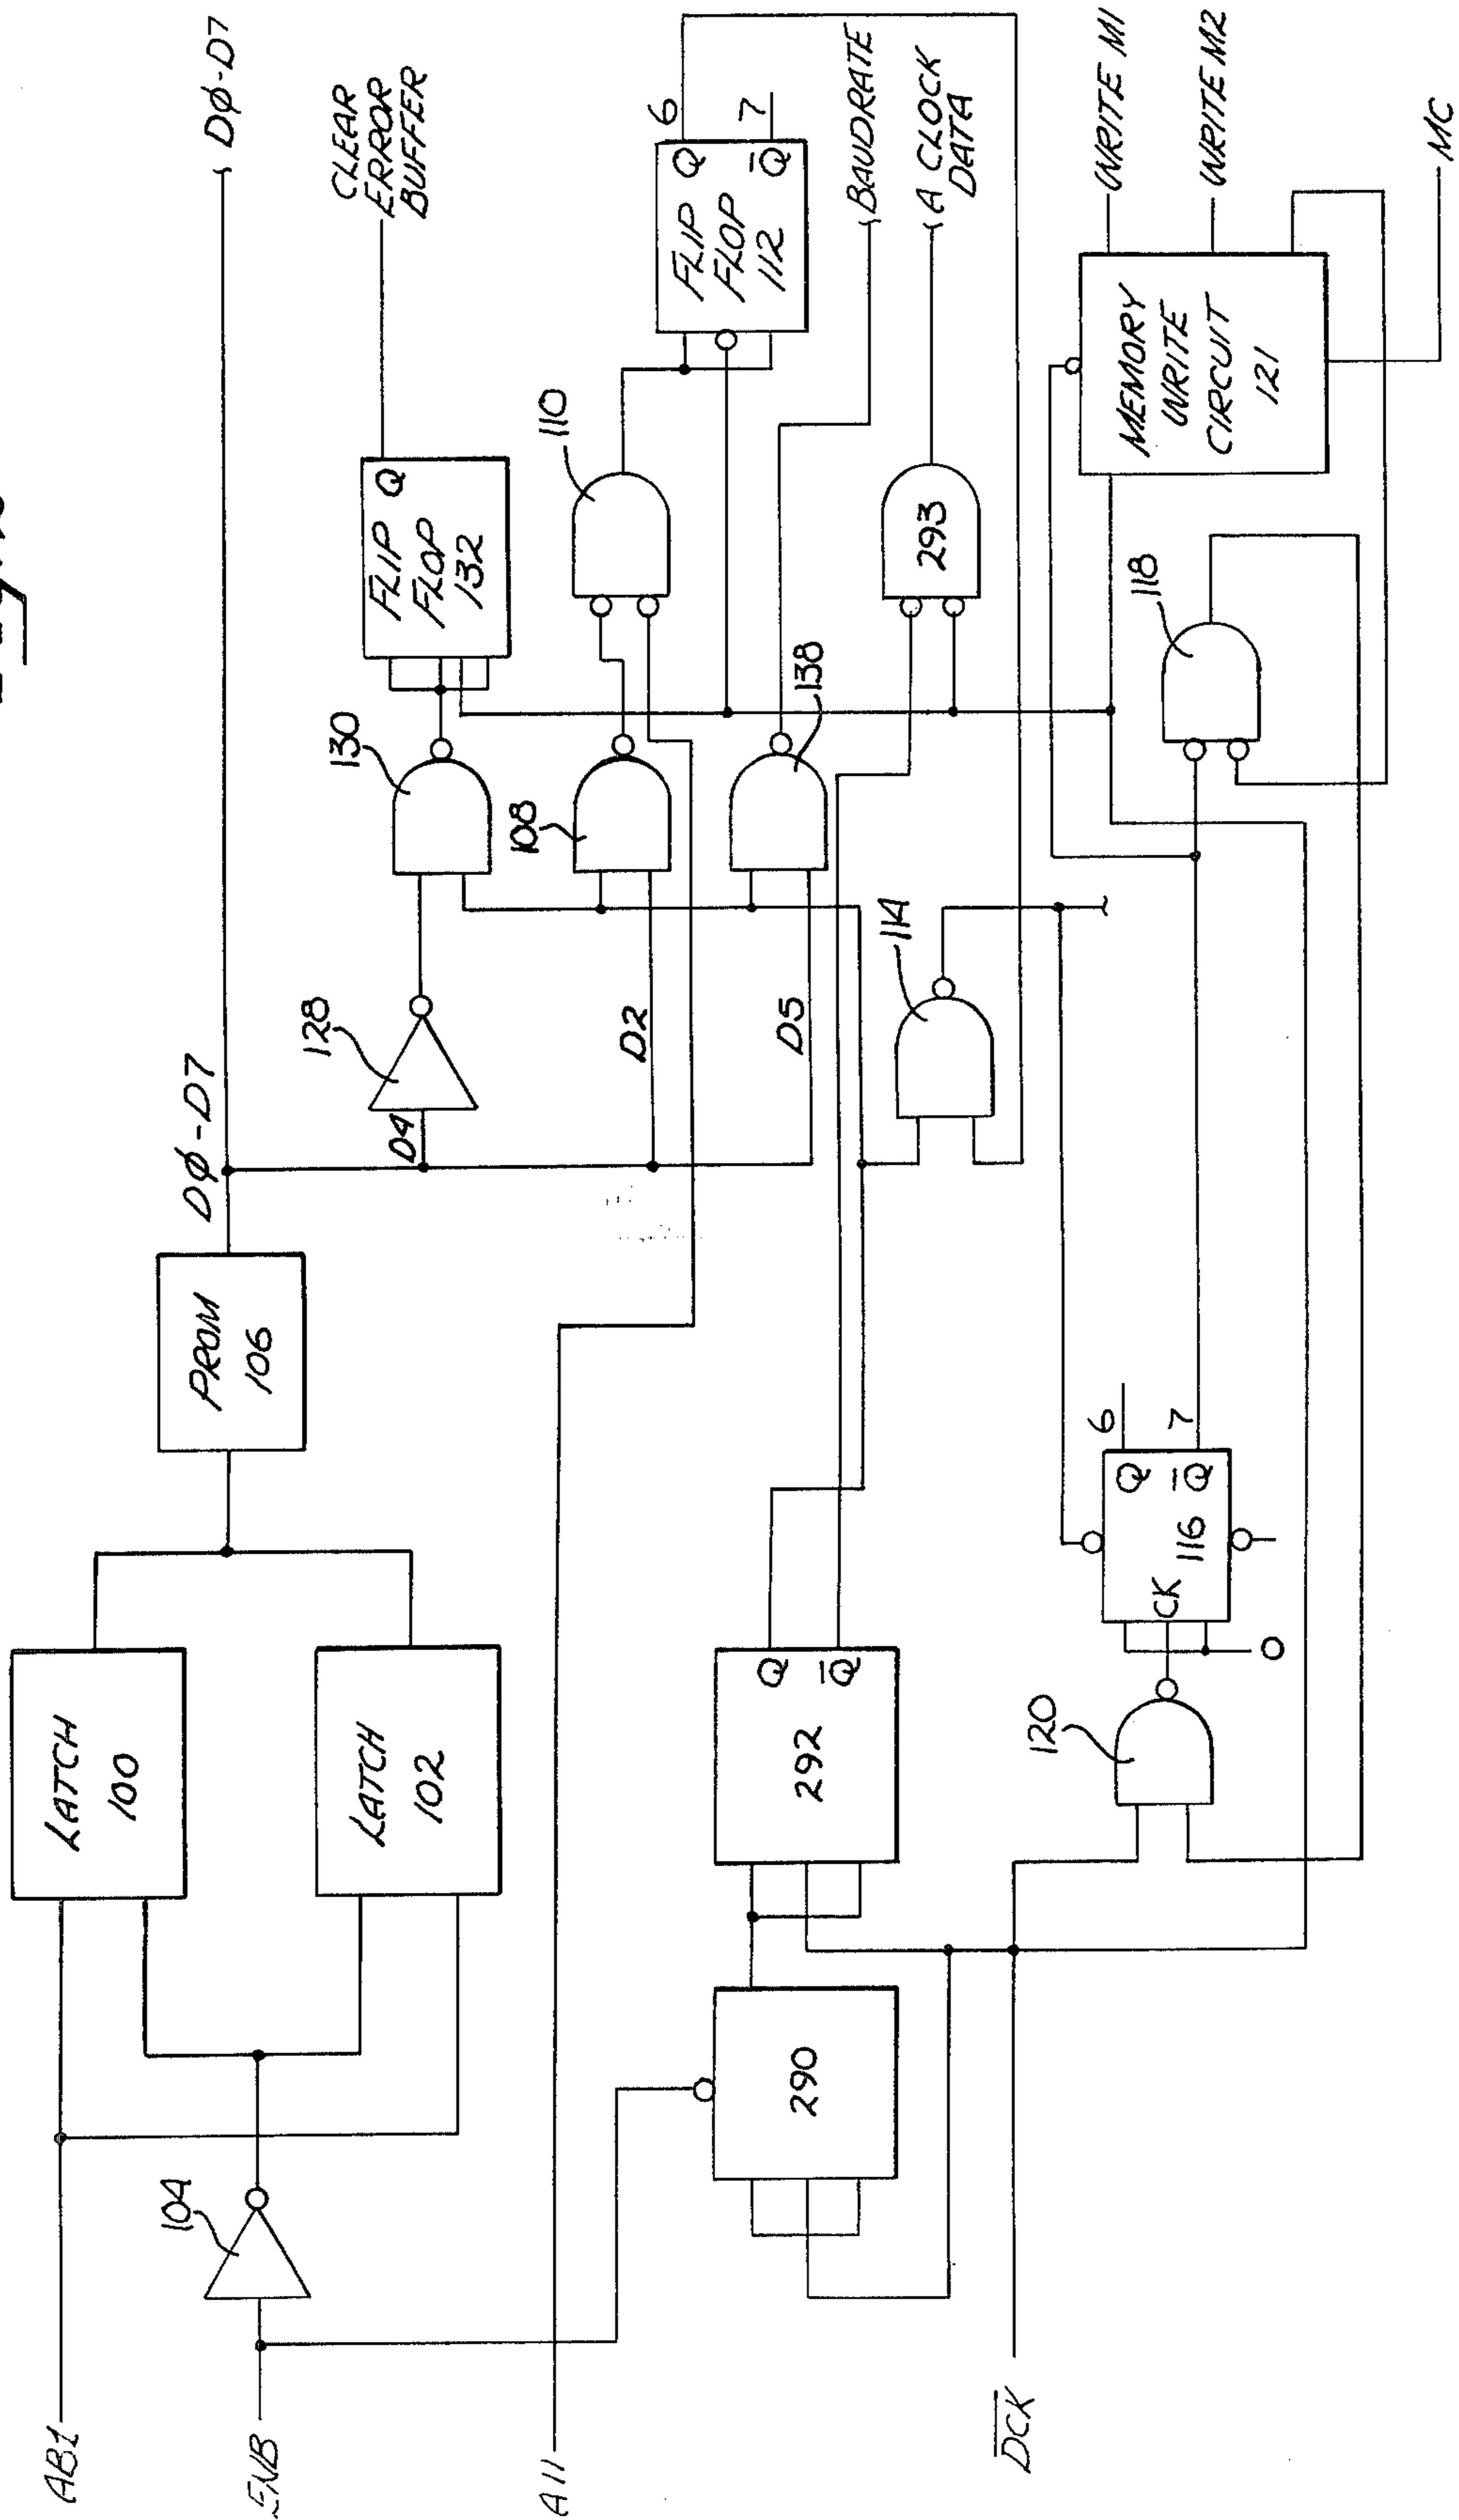 DØ-D7
CLEAR
ERROR
BUFFER
6
FLIP Q
FLOP
112 Q̅
7
BAUDRATE
A CLOCK
DATA
WRITE M1
WRITE M2
MC
FLIP Q
FLOP
132
110
293
MEMORY
WRITE
CIRCUIT
121
118
130
108
138
114
128
DØ-D7
D4
D2
D5
PROM
106
LATCH
100
LATCH
102
104
292
Q
Q̅
290
120
CK
116
Q
Q̅
6
7
O
AB1
ENB
A11
D̅C̅K̅